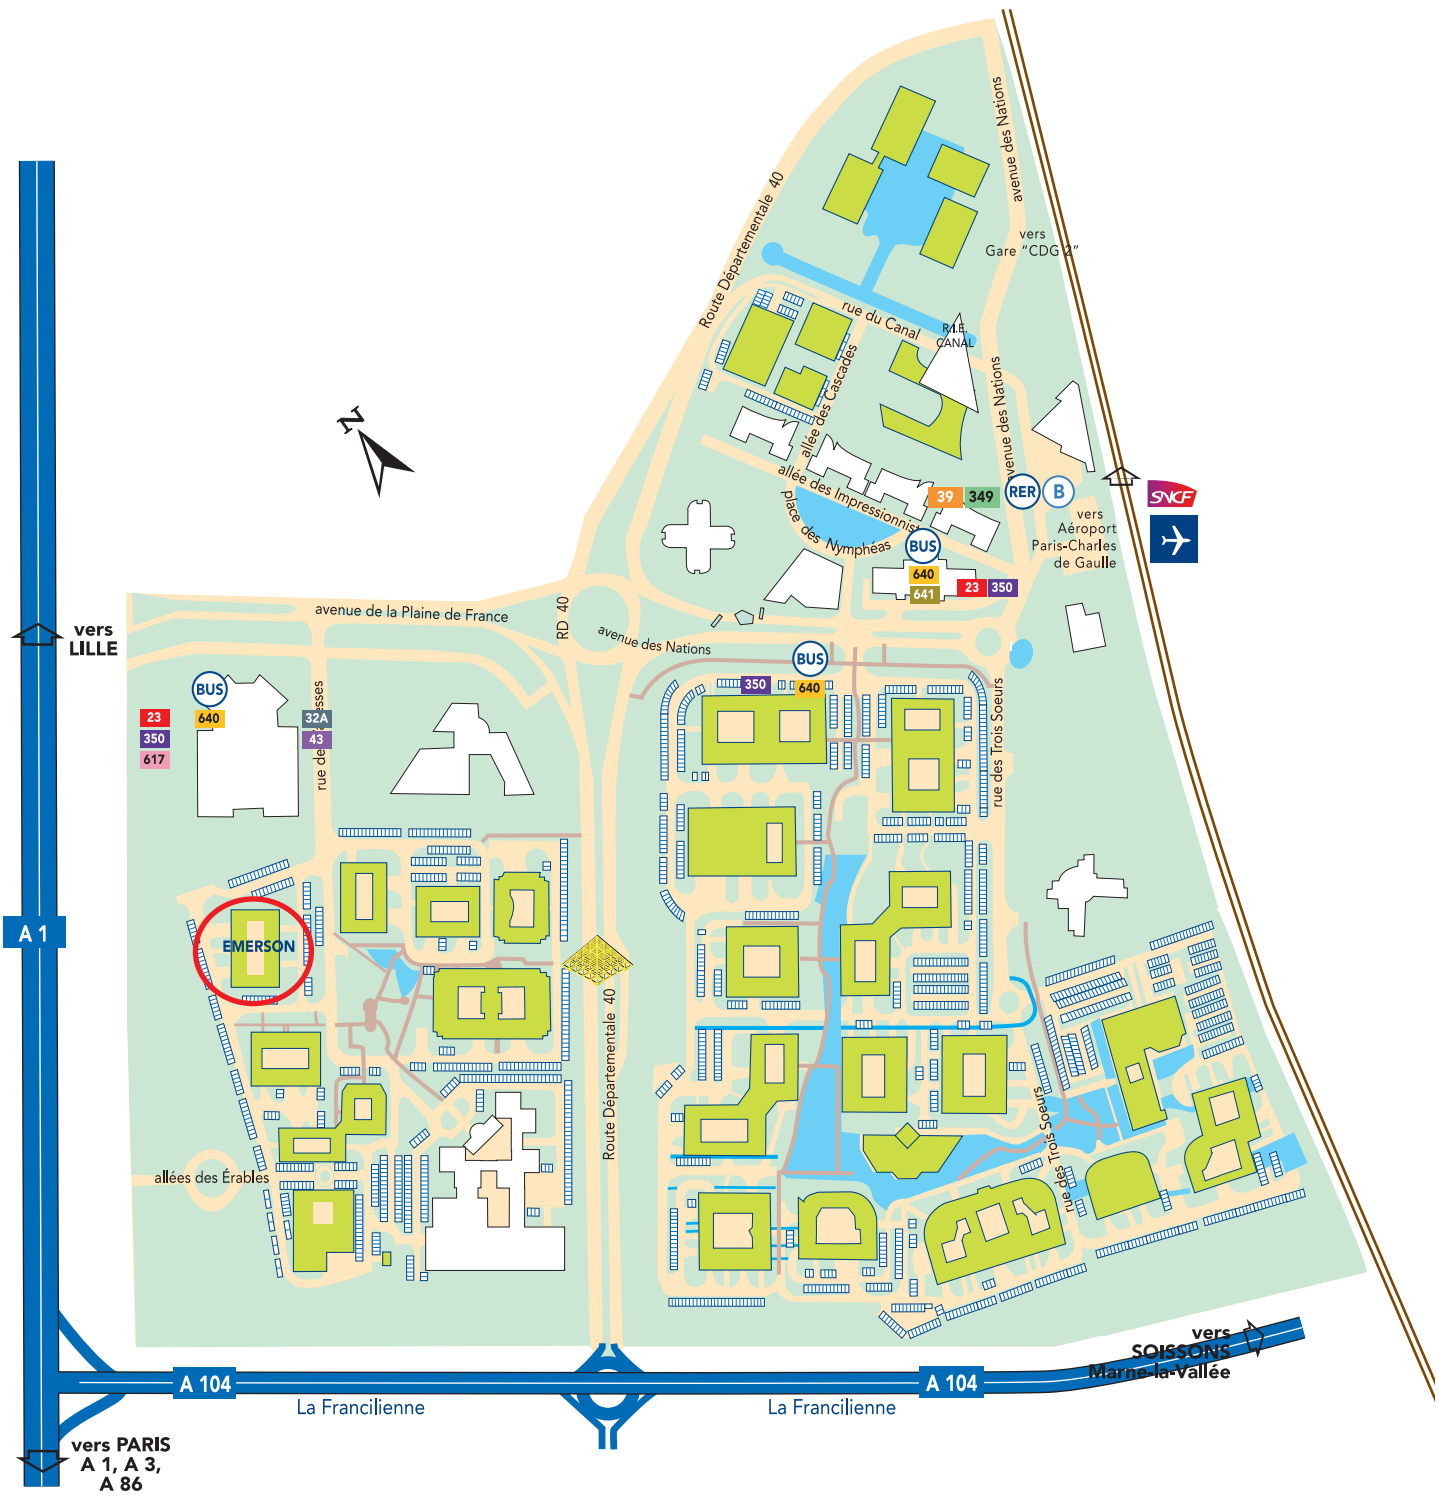 avenue des Nations
Route Départementale 40
vers
Gare "CDG 2"
rue du Canal
R.I.E.
CANAL
allée des Cascades
avenue des Nations
N
allée des Impressionnist
place des Nymphéas
39
349
RER
B
SNCF
vers
Aéroport
Paris-Charles
de Gaulle
BUS
640
641
23
350
avenue de la Plaine de France
RD 40
avenue des Nations
vers
LILLE
BUS
350
640
BUS
23
640
32A
350
43
617
rue de
esses
rue des Trois Soeurs
A 1
EMERSON
Route Départementale 40
rue des Trois Soeurs
allées des Érables
vers
SOISSONS
Marne-la-Vallée
A 104
A 104
La Francilienne
La Francilienne
vers PARIS
A 1, A 3,
A 86